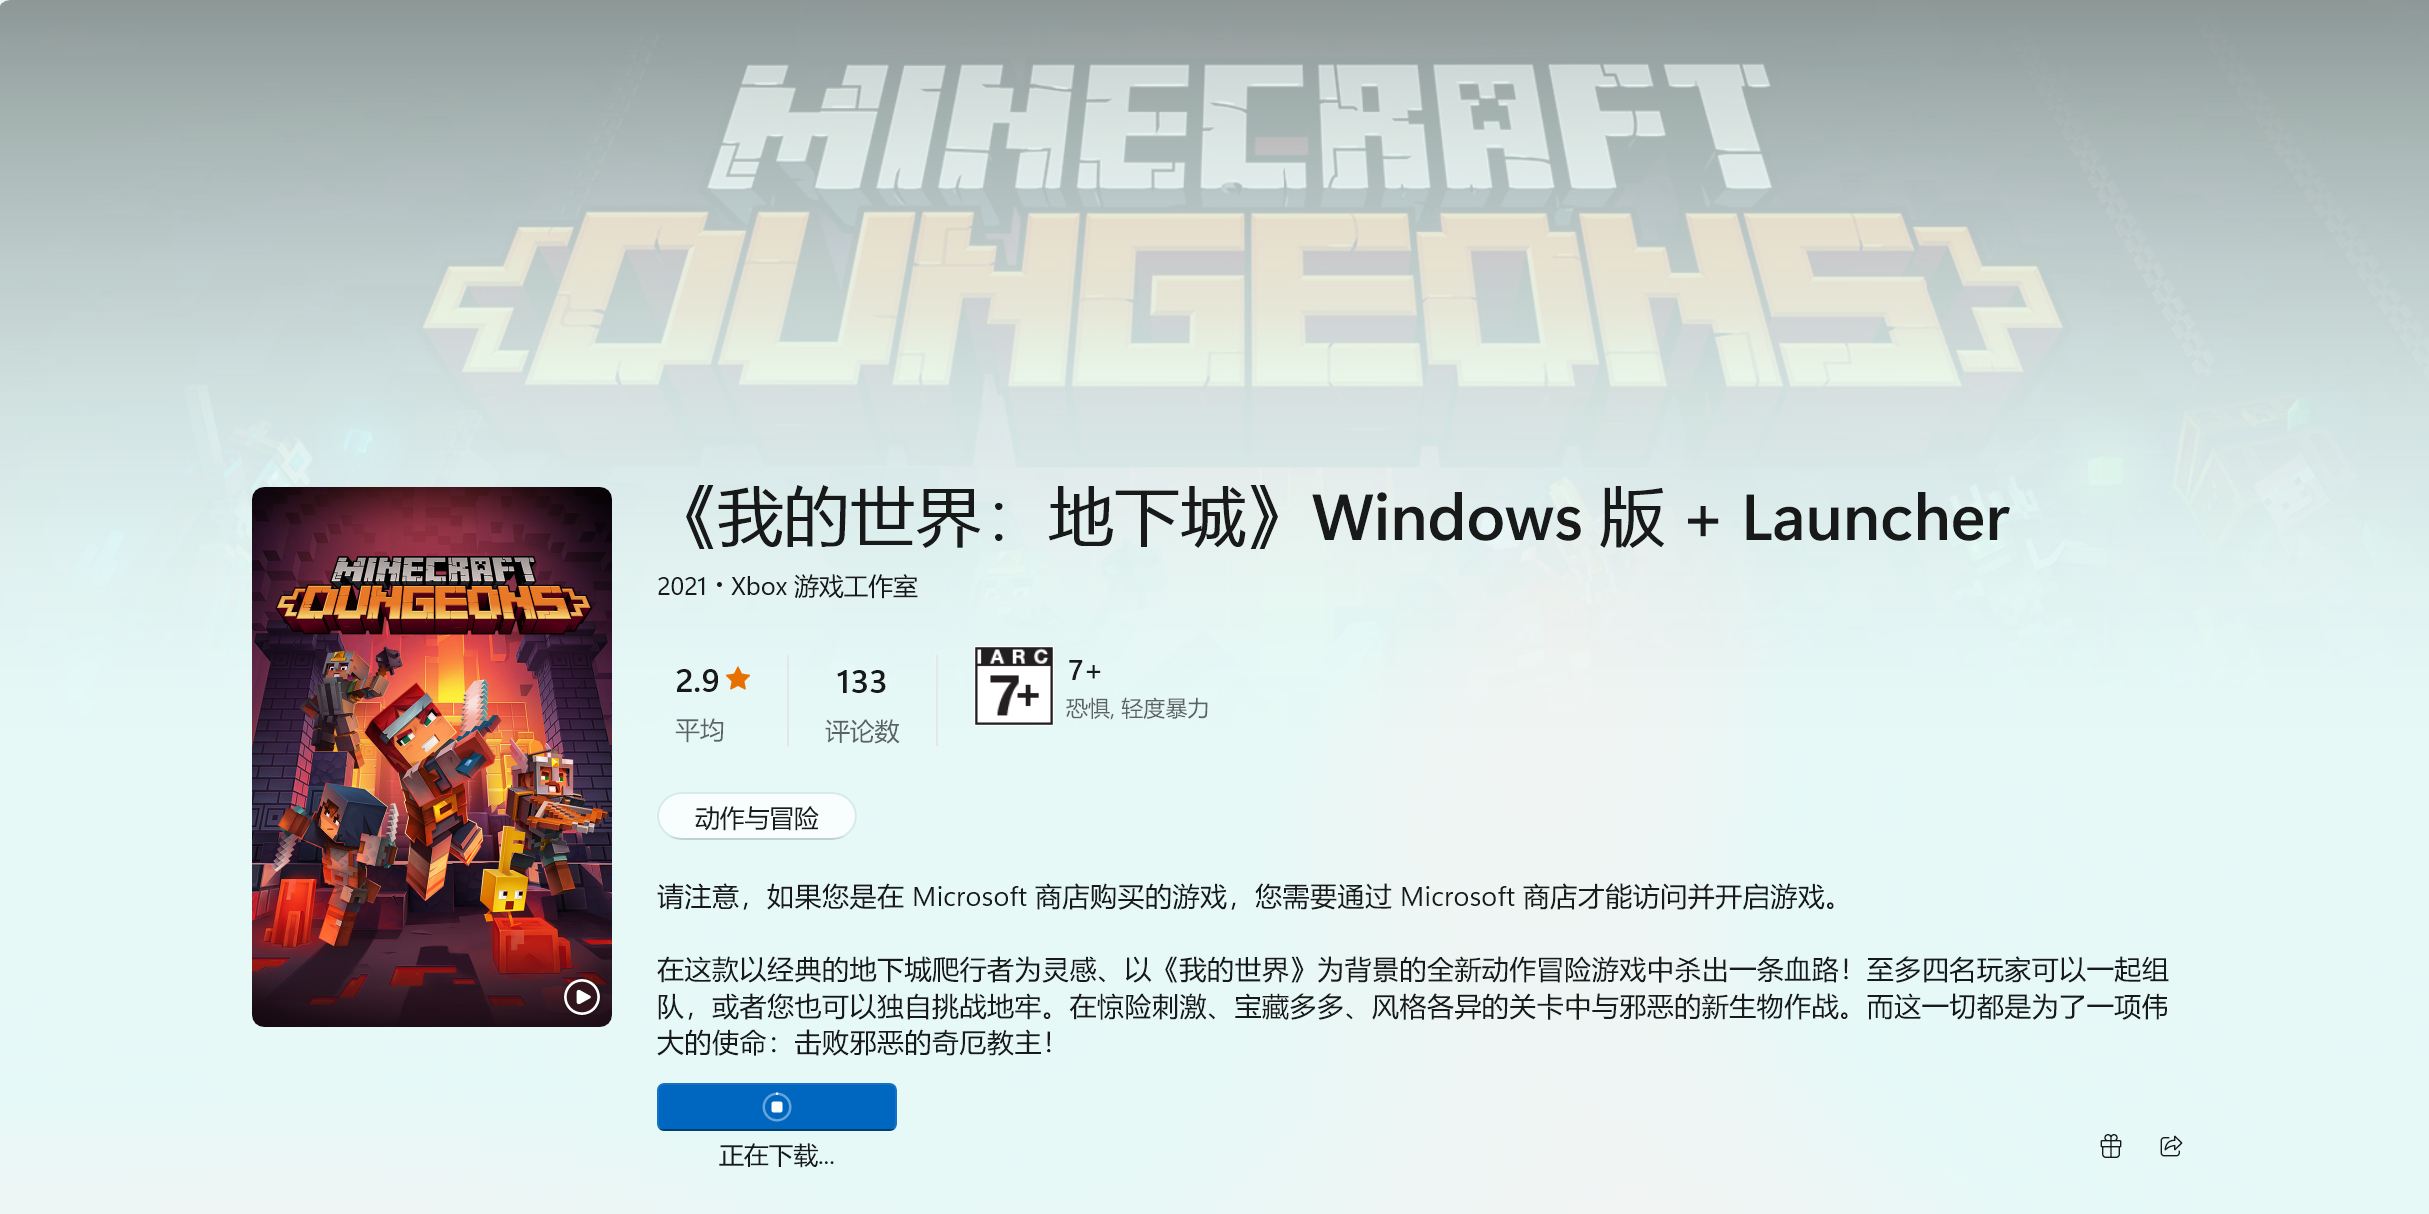 MINECRAFT
DUNGEONS
MINECRAFT
DUNGEONS
《我的世界：地下城》Windows 版 + Launcher
2021 • Xbox 游戏工作室
2.9
平均
133
评论数
IARC
7+
7+
恐惧, 轻度暴力
动作与冒险
请注意，如果您是在 Microsoft 商店购买的游戏，您需要通过 Microsoft 商店才能访问并开启游戏。
在这款以经典的地下城爬行者为灵感、以《我的世界》为背景的全新动作冒险游戏中杀出一条血路！至多四名玩家可以一起组
队，或者您也可以独自挑战地牢。在惊险刺激、宝藏多多、风格各异的关卡中与邪恶的新生物作战。而这一切都是为了一项伟
大的使命：击败邪恶的奇厄教主！
正在下载...